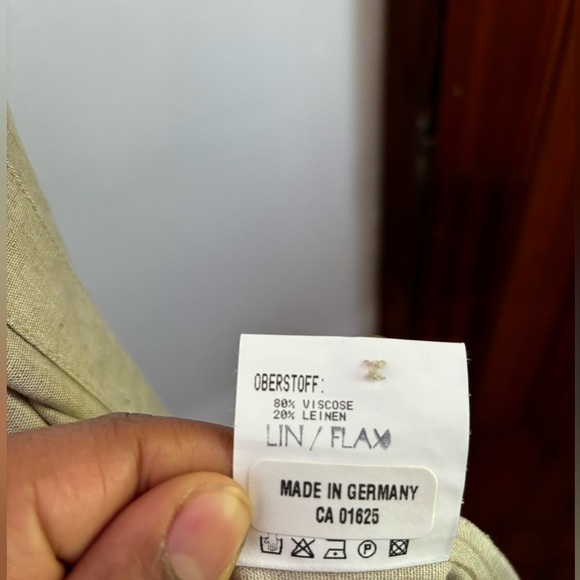 OBERSTOFF:
80% VISCOSE
20% LEINEN
LIN / FLAX
MADE IN GERMANY
CA 01625
P